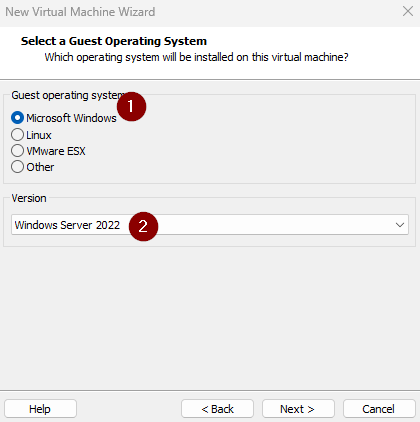 New Virtual Machine Wizard
Select a Guest Operating System
Which operating system will be installed on this virtual machine?
Guest operating system
1
Microsoft Windows
Linux
VMware ESX
Other
Version
Windows Server 2022
2
Help
< Back
Next >
Cancel